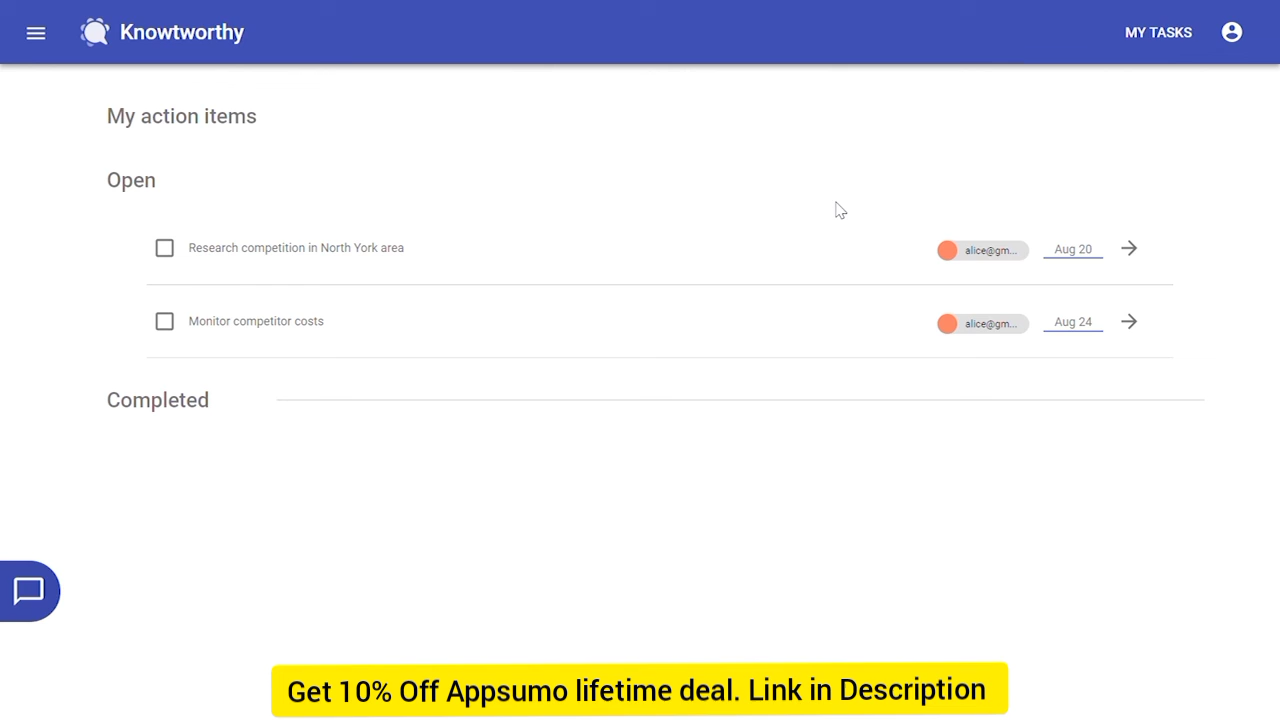 Knowtworthy
MY TASKS
My action items
Open
Research competition in North York area
alice@gm...
Aug 20
Monitor competitor costs
alice@gm...
Aug 24
Completed
Get 10% Off Appsumo lifetime deal. Link in Description